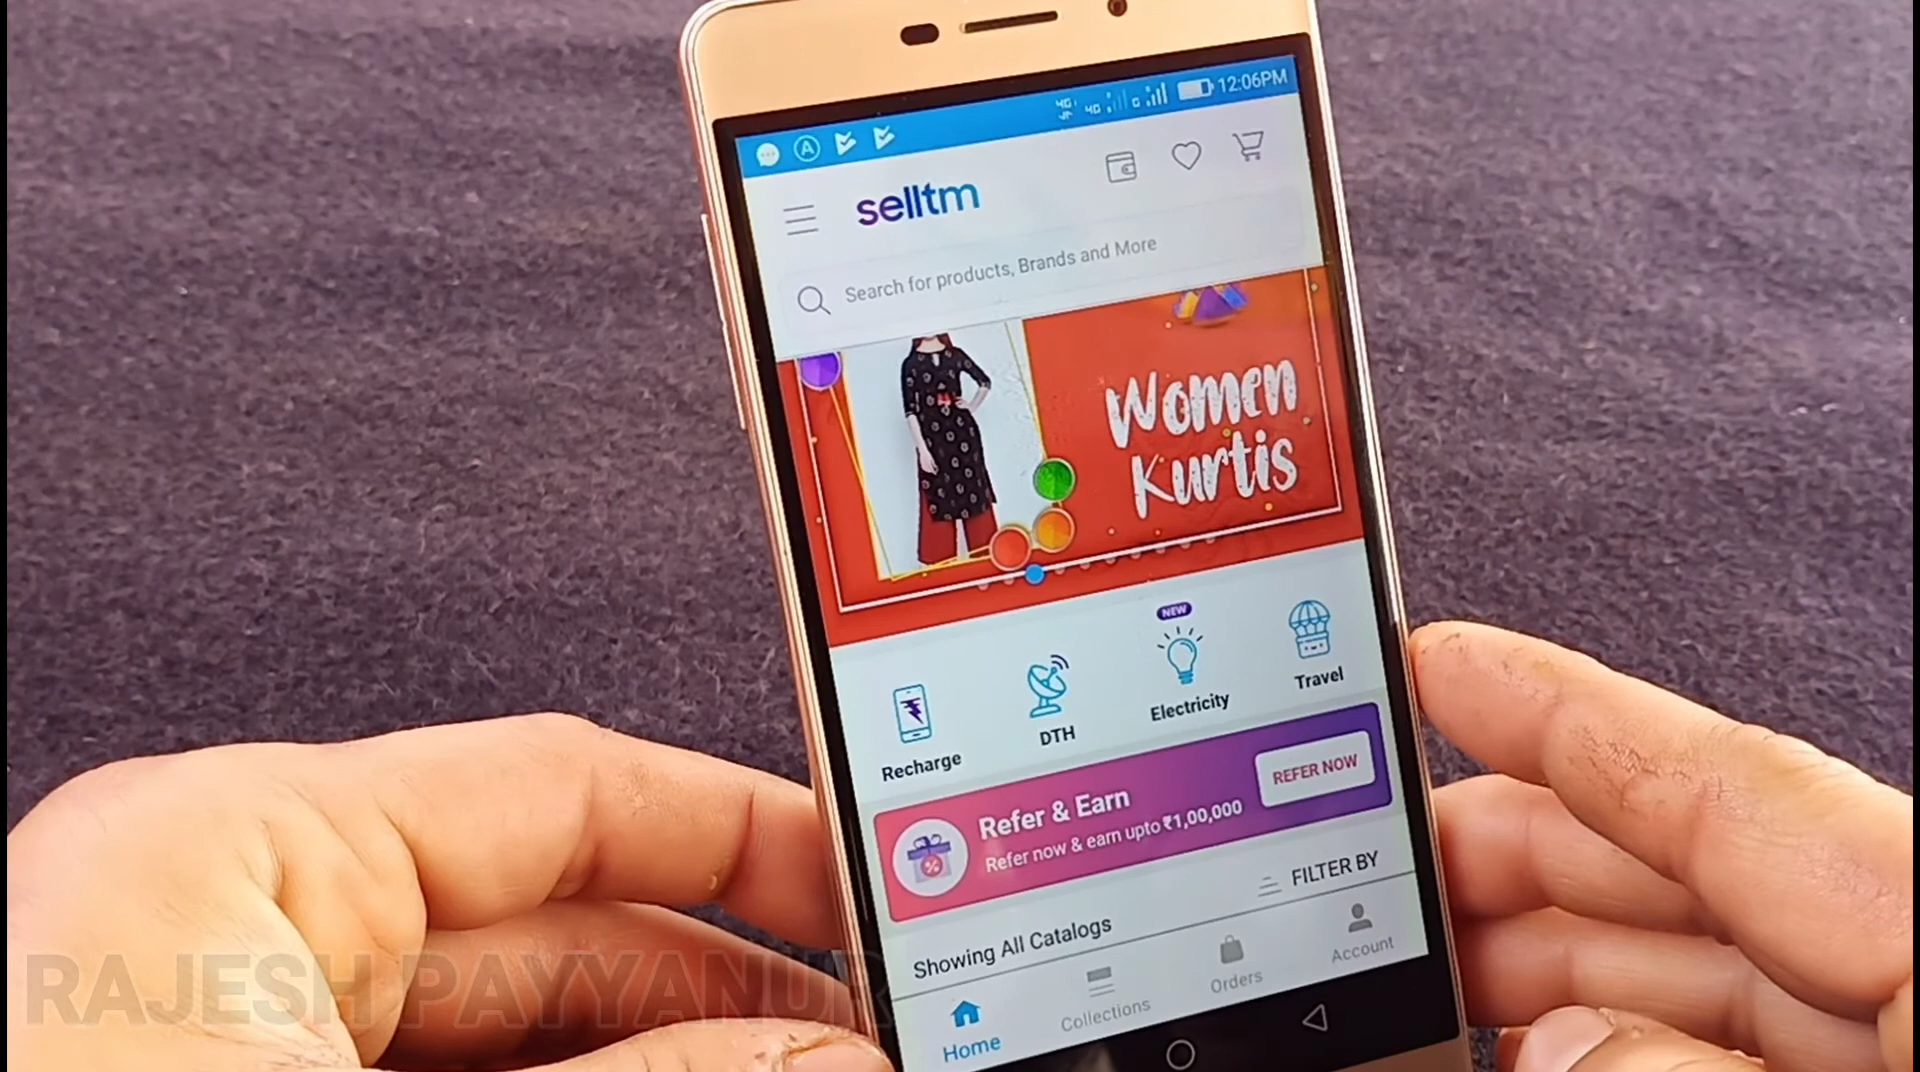 4G 4G G 12:06PM
selltm
Search for products, Brands and More
Women
Kurtis
NEW
Recharge
DTH
Electricity
Travel
Refer & Earn
Refer now & earn upto ₹1,00,000
REFER NOW
FILTER BY
Showing All Catalogs
Home
Collections
Orders
Account
RAJESH PAYYANUR